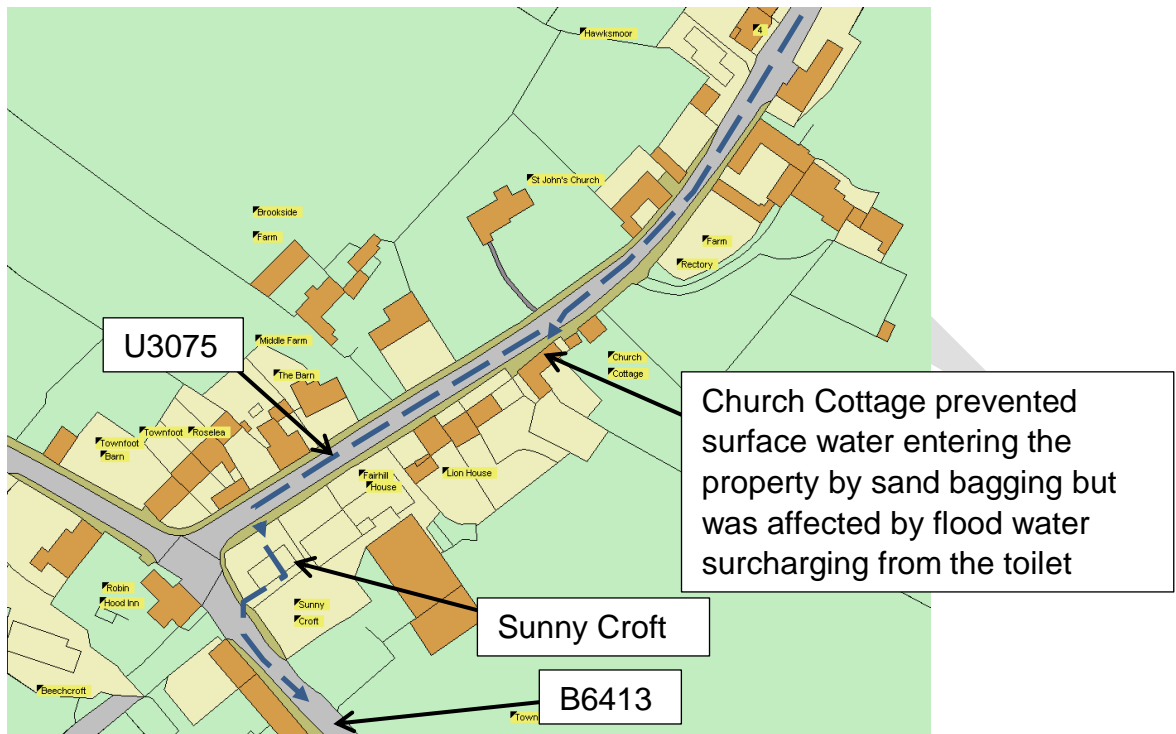 Hawksmoor
4
St John's Church
Brookside
Farm
Farm
Rectory
U3075
Middle Farm
The Barn
Church
Cottage
Church Cottage prevented
surface water entering the
property by sand bagging but
was affected by flood water
surcharging from the toilet
Townfoot
Roselea
Townfoot
Barn
Fairhill
House
Lion House
Robin
Hood Inn
Sunny
Croft
Sunny Croft
Beechcroft
B6413
Town